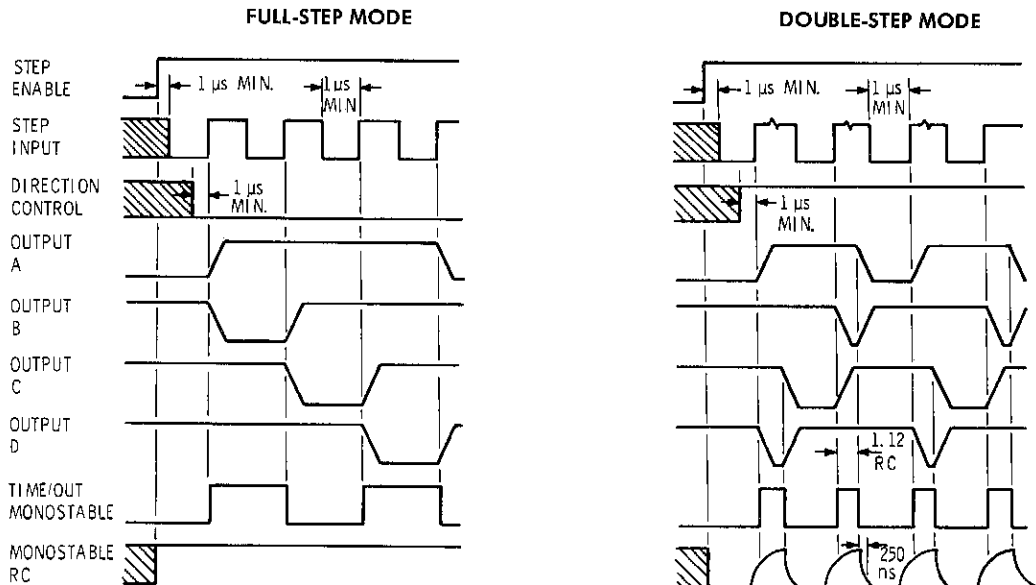 FULL-STEP MODE
STEP
ENABLE
1 µs MIN.
1 µs
MIN
STEP
INPUT
DIRECTION
CONTROL
1 µs
MIN.
OUTPUT
A
OUTPUT
B
OUTPUT
C
OUTPUT
D
TIME/OUT
MONOSTABLE
MONOSTABLE
RC
DOUBLE-STEP MODE
1 µs MIN.
1 µs
MIN
1 µs
MIN.
1.12
RC
250
ns